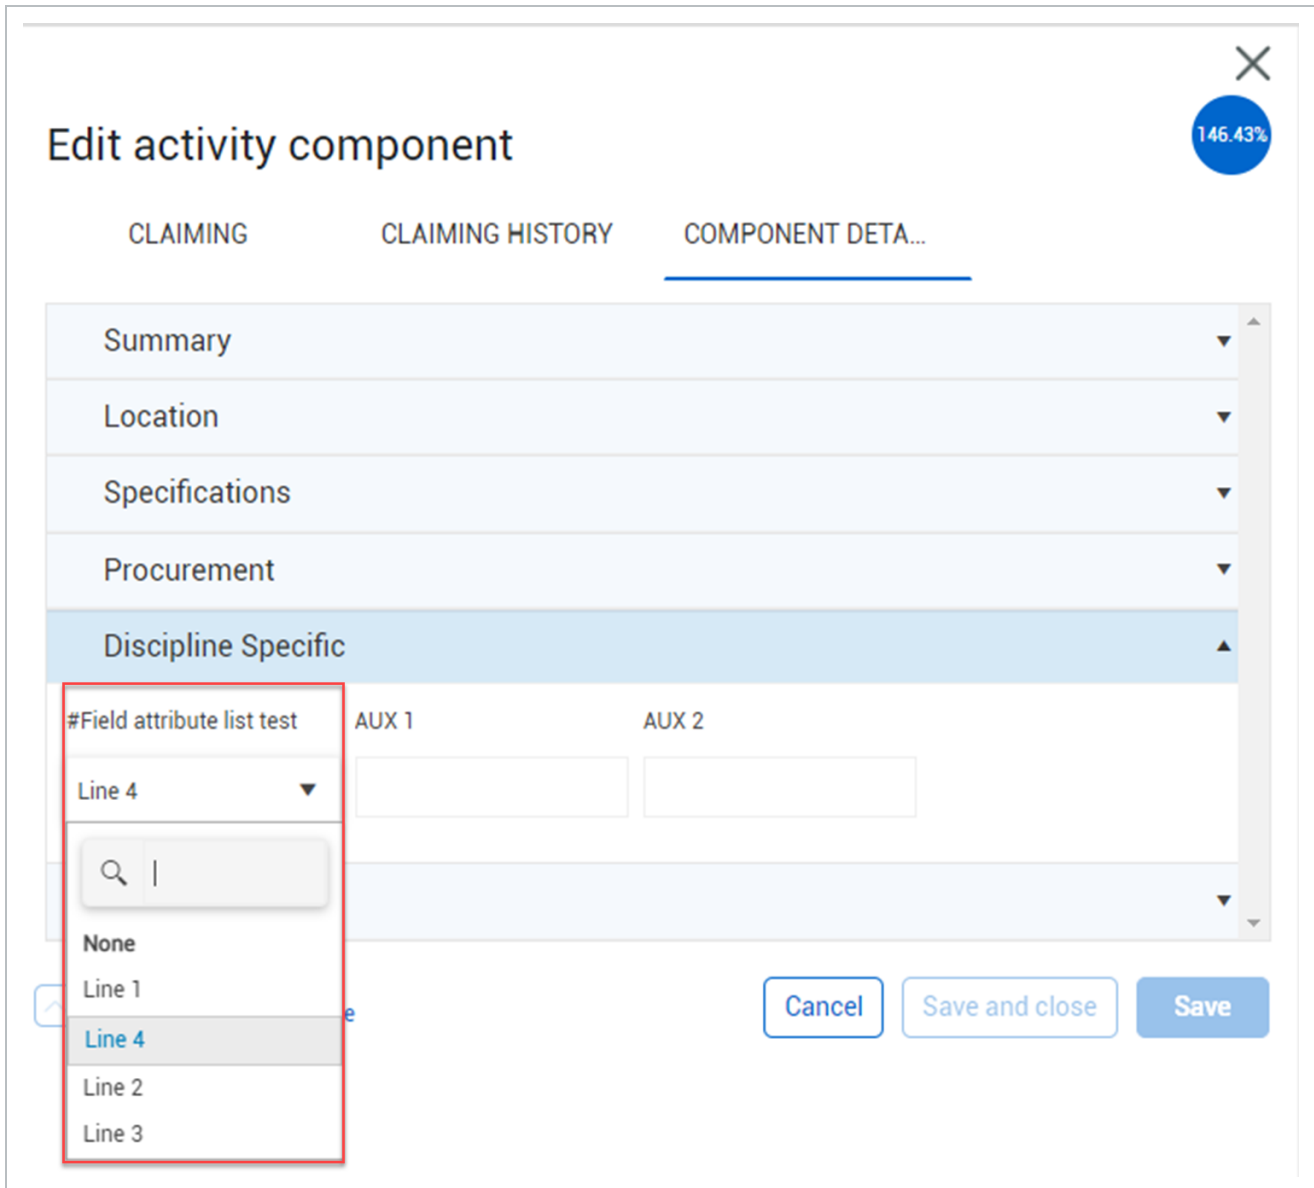 146.43%
Edit activity component
CLAIMING CLAIMING HISTORY COMPONENT DETA...
Summary
Location
Specifications
Procurement
Discipline Specific
#Field attribute list test AUX 1 AUX 2
Line 4
None
Line 1
e Cancel Save and close Save
Line 4
Line 2
Line 3